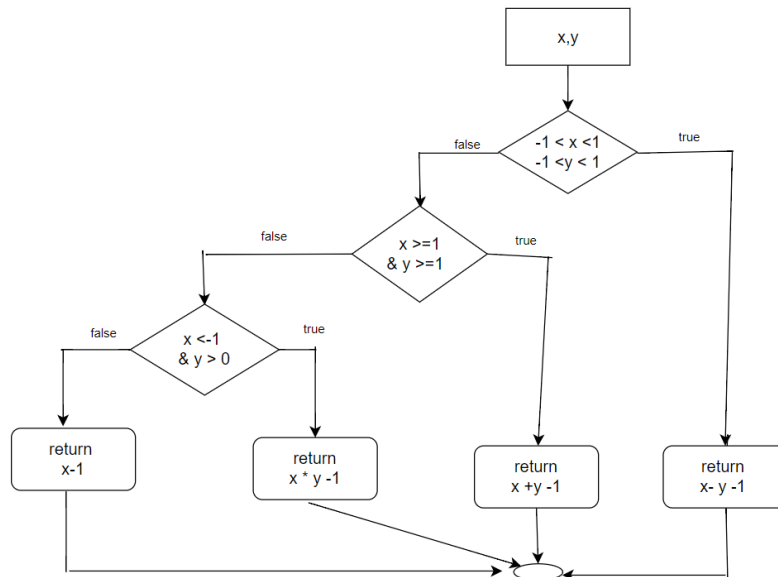 x,y
-1 < x <1
-1 <y < 1
false
true
x >=1
& y >=1
false
true
x <-1
& y > 0
false
true
return
x-1
return
x * y -1
return
x +y -1
return
x- y -1